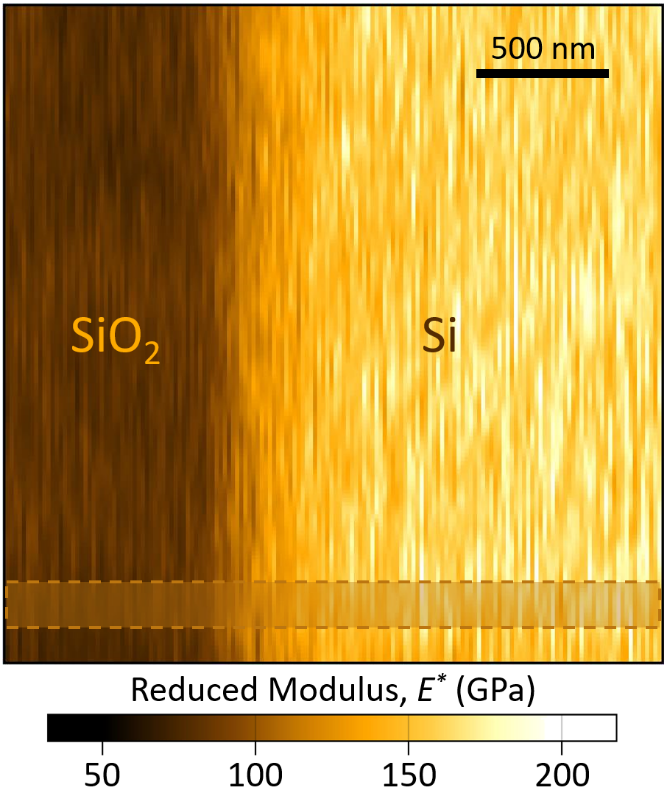 500 nm
SiO₂
Si
Reduced Modulus, E* (GPa)
50 100 150 200